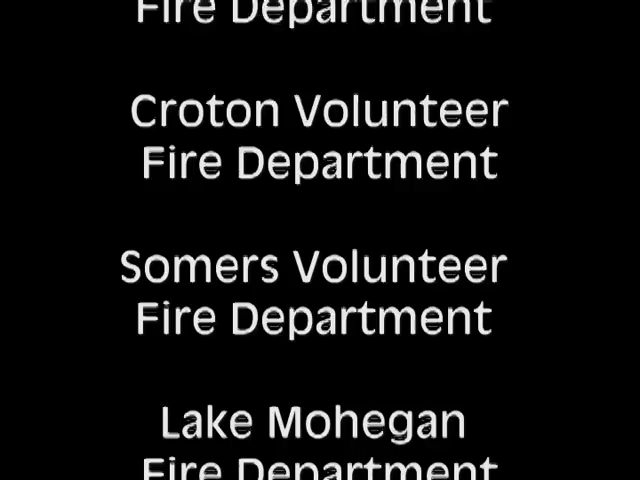 Fire Department
Croton Volunteer
Fire Department
Somers Volunteer
Fire Department
Lake Mohegan
Fire Department